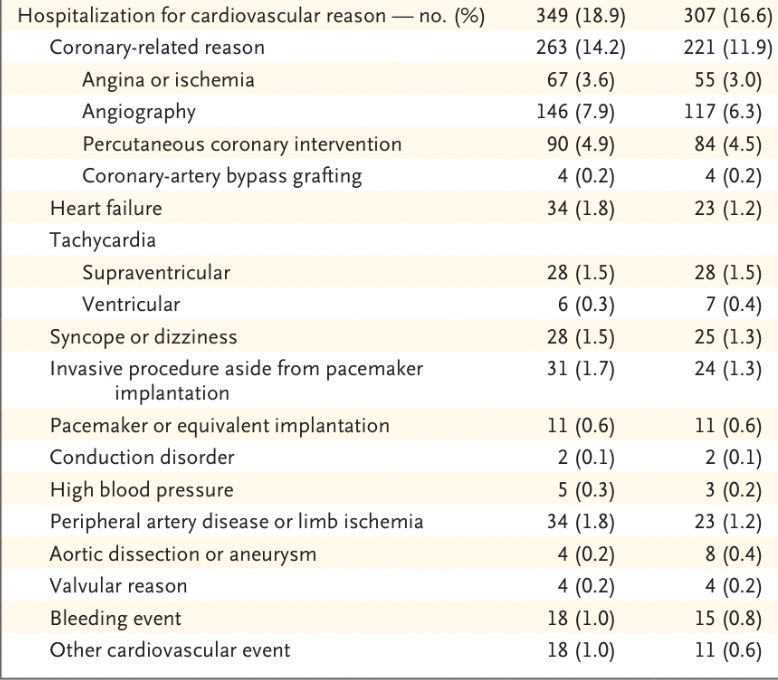 Hospitalization for cardiovascular reason — no. (%) 349 (18.9) 307 (16.6)
Coronary-related reason 263 (14.2) 221 (11.9)
Angina or ischemia 67 (3.6) 55 (3.0)
Angiography 146 (7.9) 117 (6.3)
Percutaneous coronary intervention 90 (4.9) 84 (4.5)
Coronary-artery bypass grafting 4 (0.2) 4 (0.2)
Heart failure 34 (1.8) 23 (1.2)
Tachycardia
Supraventricular 28 (1.5) 28 (1.5)
Ventricular 6 (0.3) 7 (0.4)
Syncope or dizziness 28 (1.5) 25 (1.3)
Invasive procedure aside from pacemaker 31 (1.7) 24 (1.3)
implantation
Pacemaker or equivalent implantation 11 (0.6) 11 (0.6)
Conduction disorder 2 (0.1) 2 (0.1)
High blood pressure 5 (0.3) 3 (0.2)
Peripheral artery disease or limb ischemia 34 (1.8) 23 (1.2)
Aortic dissection or aneurysm 4 (0.2) 8 (0.4)
Valvular reason 4 (0.2) 4 (0.2)
Bleeding event 18 (1.0) 15 (0.8)
Other cardiovascular event 18 (1.0) 11 (0.6)